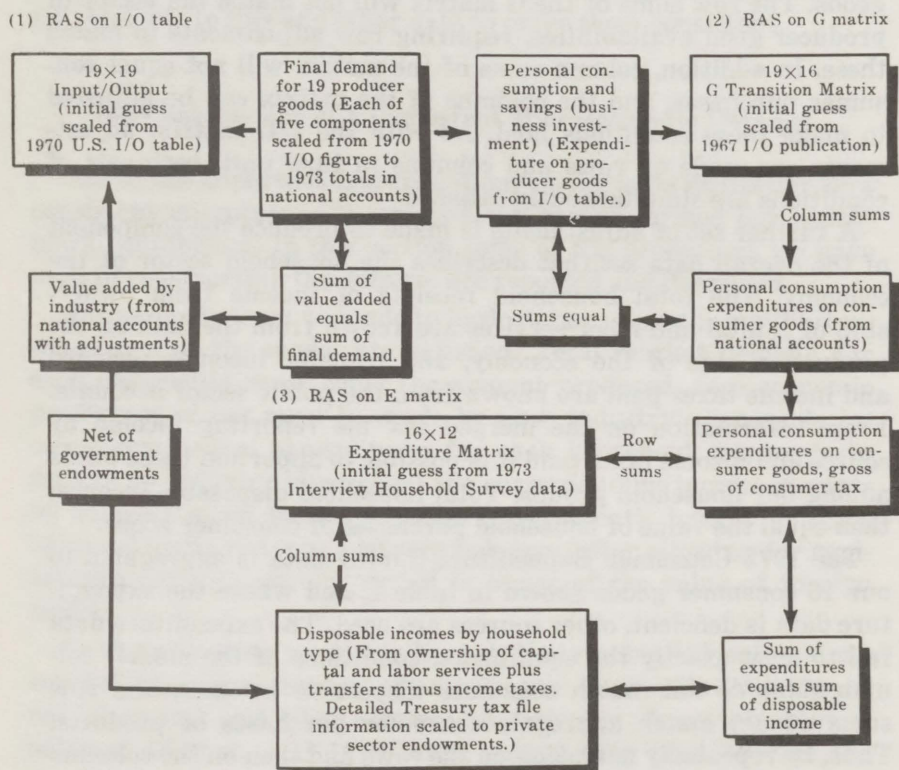 (1) RAS on I/O table
(2) RAS on G matrix
19×19
Input/Output
(initial guess
scaled from
1970 U.S. I/O table)
Final demand
for 19 producer
goods (Each of
five components
scaled from 1970
I/O figures to
1973 totals in
national accounts)
Personal con-
sumption
and savings (busi-
ness invest-
ment) (Expendi-
ture on pro-
ducer goods
from I/O table.)
19×16
G Transition Matrix
(initial guess
scaled from
1967 I/O publication)
Column sums
Value added by
industry (from
national accounts
with adjustments)
Sum of
value added
equals
sum of
final demand.
Sums equal
Personal consumption
expenditures on con-
sumer goods (from
national accounts)
(3) RAS on E matrix
Net of
government
endowments
16×12
Expenditure Matrix
(initial guess from 1973
Interview Household Survey data)
Row
sums
Personal consumption
expenditures on con-
sumer goods, gross
of consumer tax
Column sums
Disposable incomes by household
type (From ownership of capi-
tal and labor services plus
transfers minus income taxes.
Detailed Treasury tax file
information scaled to private
sector endowments.)
Sum of
expenditures
equals sum
of disposable
income